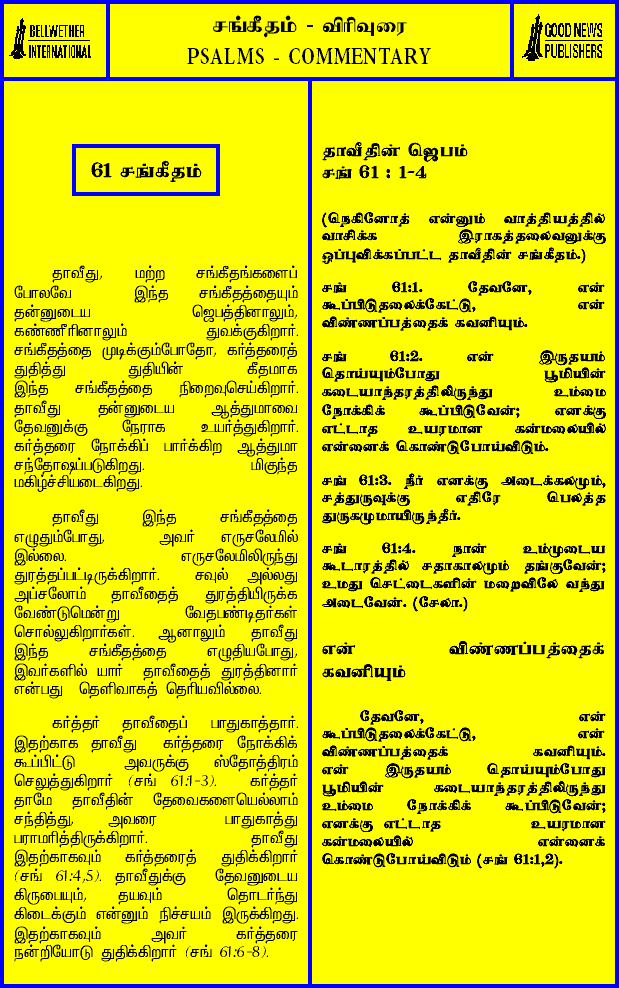 BELLWETHER
INTERNATIONAL
சங்கீதம் - விரிவுரை
PSALMS - COMMENTARY
GOOD NEWS
PUBLISHERS
61 சங்கீதம்
தாவீது, மற்ற சங்கீதங்களைப்
போலவே இந்த சங்கீதத்தையும்
தன்னுடைய ஜெபத்தினாலும்,
கண்ணீரினாலும் துவக்குகிறார்.
சங்கீதத்தை முடிக்கும்போதோ, கர்த்தரைத்
துதித்து துதியின் கீதமாக
இந்த சங்கீதத்தை நிறைவுசெய்கிறார்.
தாவீது தன்னுடைய ஆத்துமாவை
தேவனுக்கு நேராக உயர்த்துகிறார்.
கர்த்தரை நோக்கிப் பார்க்கிற ஆத்துமா
சந்தோஷப்படுகிறது. மிகுந்த
மகிழ்ச்சியடைகிறது.
தாவீது இந்த சங்கீதத்தை
எழுதும்போது, அவர் எருசலேமில்
இல்லை. எருசலேமிலிருந்து
துரத்தப்பட்டிருக்கிறார். சவுல் அல்லது
அப்சலோம் தாவீதைத் துரத்தியிருக்க
வேண்டுமென்று வேதபண்டிதர்கள்
சொல்லுகிறார்கள். ஆனாலும் தாவீது
இந்த சங்கீதத்தை எழுதியபோது,
இவர்களில் யார் தாவீதைத் துரத்தினார்
என்பது தெளிவாகத் தெரியவில்லை.
கர்த்தர் தாவீதைப் பாதுகாத்தார்.
இதற்காக தாவீது கர்த்தரை நோக்கிக்
கூப்பிட்டு அவருக்கு ஸ்தோத்திரம்
செலுத்துகிறார் (சங் 61:1-3). கர்த்தர்
தாமே தாவீதின் தேவைகளையெல்லாம்
சந்தித்து, அவரை பாதுகாத்து
பராமரித்திருக்கிறார். தாவீது
இதற்காகவும் கர்த்தரைத் துதிக்கிறார்
(சங் 61:4,5). தாவீதுக்கு தேவனுடைய
கிருபையும், தயவும் தொடர்ந்து
கிடைக்கும் என்னும் நிச்சயம் இருக்கிறது.
இதற்காகவும் அவர் கர்த்தரை
நன்றியோடு துதிக்கிறார் (சங் 61:6-8).
தாவீதின் ஜெபம்
சங் 61 : 1-4
(நெகினோத் என்னும் வாத்தியத்தில்
வாசிக்க இராகத்தலைவனுக்கு
ஒப்புவிக்கப்பட்ட தாவீதின் சங்கீதம்.)
சங் 61:1. தேவனே, என்
கூப்பிடுதலைக்கேட்டு, என்
விண்ணப்பத்தைக் கவனியும்.
சங் 61:2. என் இருதயம்
தொய்யும்போது பூமியின்
கடையாந்தரத்திலிருந்து உம்மை
நோக்கிக் கூப்பிடுவேன்; எனக்கு
எட்டாத உயரமான கன்மலையில்
என்னைக் கொண்டுபோய்விடும்.
சங் 61:3. நீர் எனக்கு அடைக்கலமும்,
சத்துருவுக்கு எதிரே பெலத்த
துருகமுமாயிருந்தீர்.
சங் 61:4. நான் உம்முடைய
கூடாரத்தில் சதாகாலமும் தங்குவேன்;
உமது செட்டைகளின் மறைவிலே வந்து
அடைவேன். (சேலா.)
என் விண்ணப்பத்தைக்
கவனியும்
தேவனே, என்
கூப்பிடுதலைக்கேட்டு, என்
விண்ணப்பத்தைக் கவனியும்.
என் இருதயம் தொய்யும்போது
பூமியின் கடையாந்தரத்திலிருந்து
உம்மை நோக்கிக் கூப்பிடுவேன்;
எனக்கு எட்டாத உயரமான
கன்மலையில் என்னைக்
கொண்டுபோய்விடும் (சங் 61:1,2).